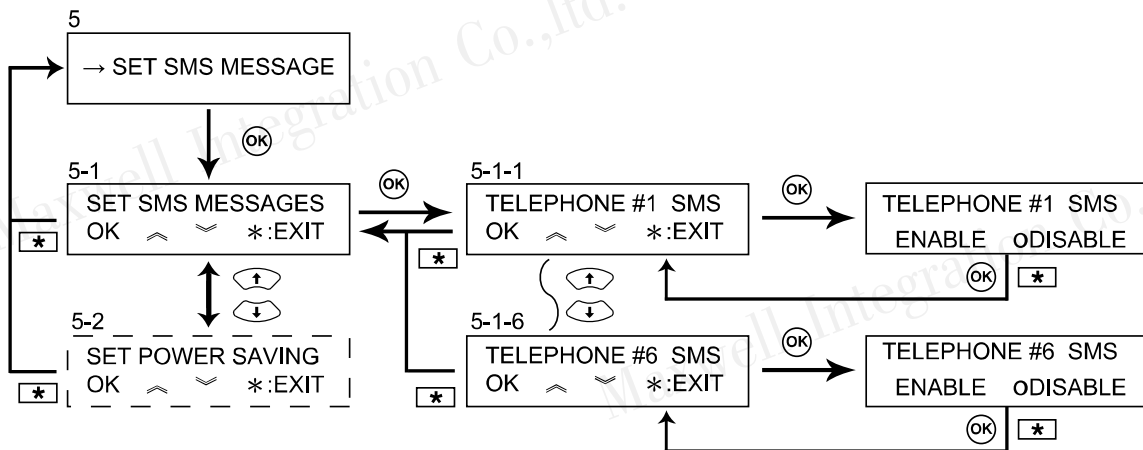 5
→ SET SMS MESSAGE
OK
5-1
SET SMS MESSAGES
OK ︽ ︾ *:EXIT
*
OK
5-1-1
TELEPHONE #1 SMS
OK ︽ ︾ *:EXIT
*
OK
TELEPHONE #1 SMS
ENABLE oDISABLE
OK *
5-2
SET POWER SAVING
OK ︽ ︾ *:EXIT
*
5-1-6
TELEPHONE #6 SMS
OK ︽ ︾ *:EXIT
*
OK
TELEPHONE #6 SMS
ENABLE oDISABLE
OK *
Maxwell Integration Co.,ltd.
Maxwell Integration Co.,